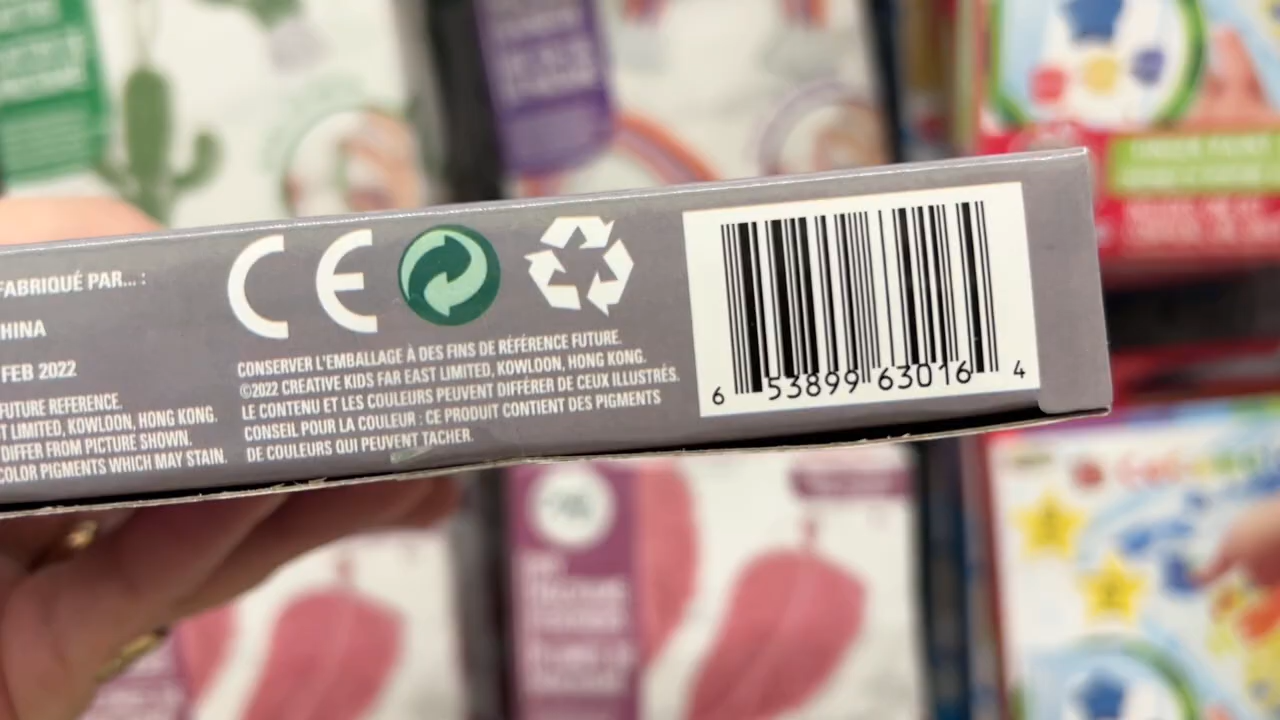 FABRIQUÉ PAR... :
HINA
FEB 2022
FUTURE REFERENCE.
T LIMITED, KOWLOON, HONG KONG.
DIFFER FROM PICTURE SHOWN.
COLOR PIGMENTS WHICH MAY STAIN.
CE
CONSERVER L'EMBALLAGE À DES FINS DE RÉFÉRENCE FUTURE.
©2022 CREATIVE KIDS FAR EAST LIMITED, KOWLOON, HONG KONG.
LE CONTENU ET LES COULEURS PEUVENT DIFFÉRER DE CEUX ILLUSTRÉS.
CONSEIL POUR LA COULEUR : CE PRODUIT CONTIENT DES PIGMENTS
DE COULEURS QUI PEUVENT TACHER.
6 53899 63016 4